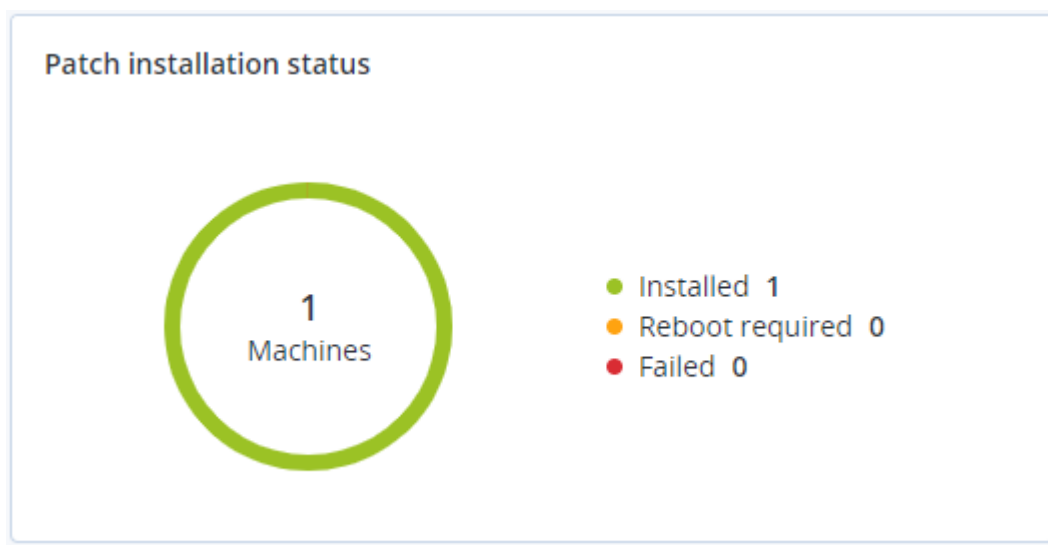 Patch installation status
1
Machines
Installed 1
Reboot required 0
Failed 0